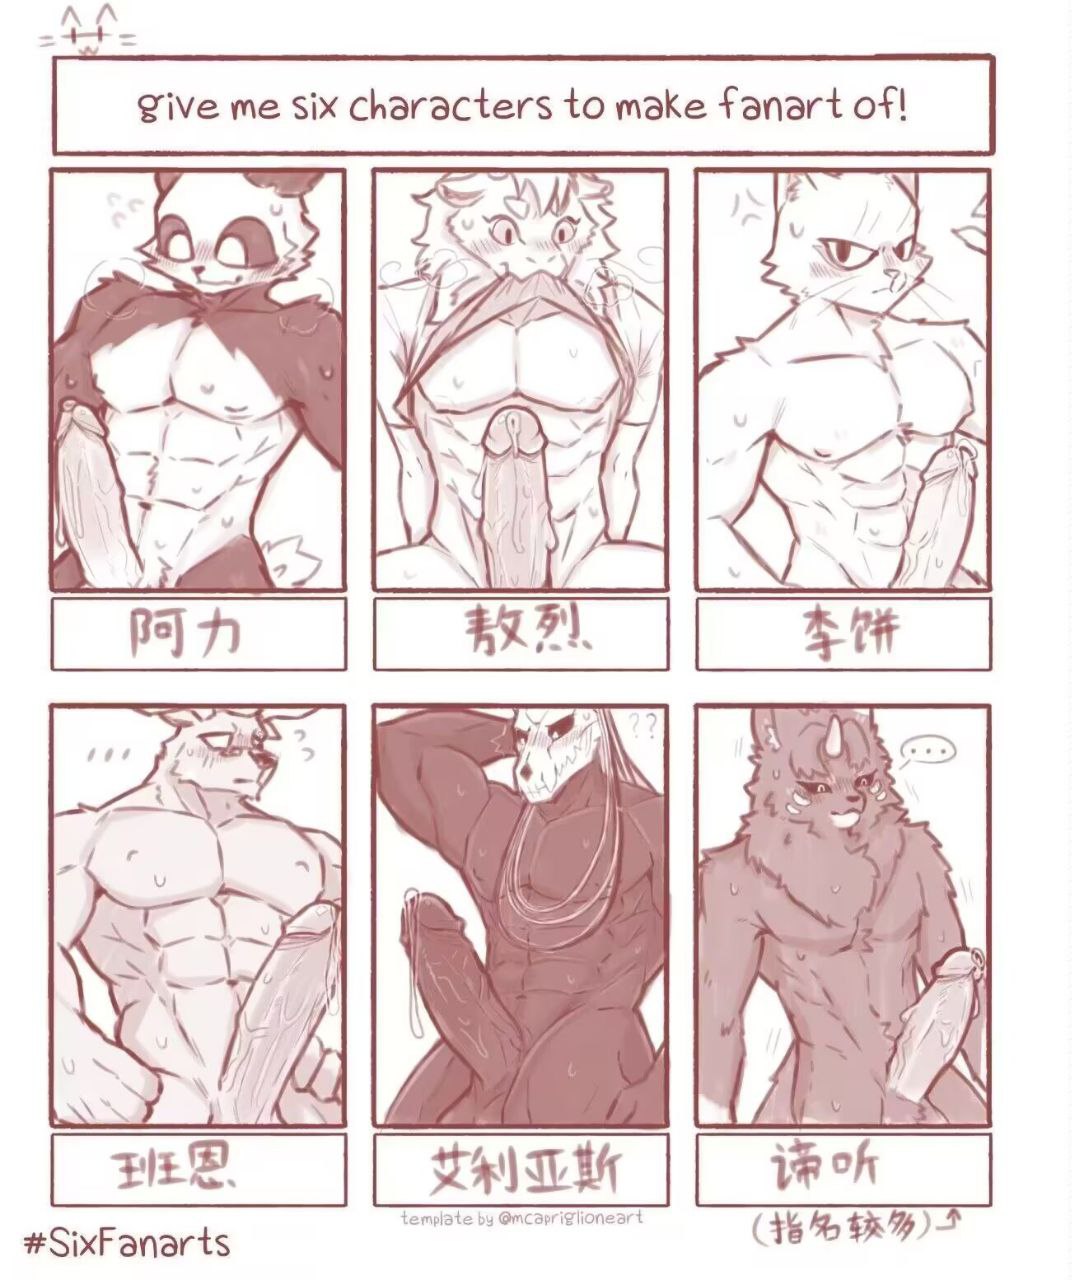 give me six characters to make fanart of!
阿力
敖烈
李饼
班恩
艾利亚斯
谛听
template by @mcapriglioneart
(指名较多)
#SixFanarts
??